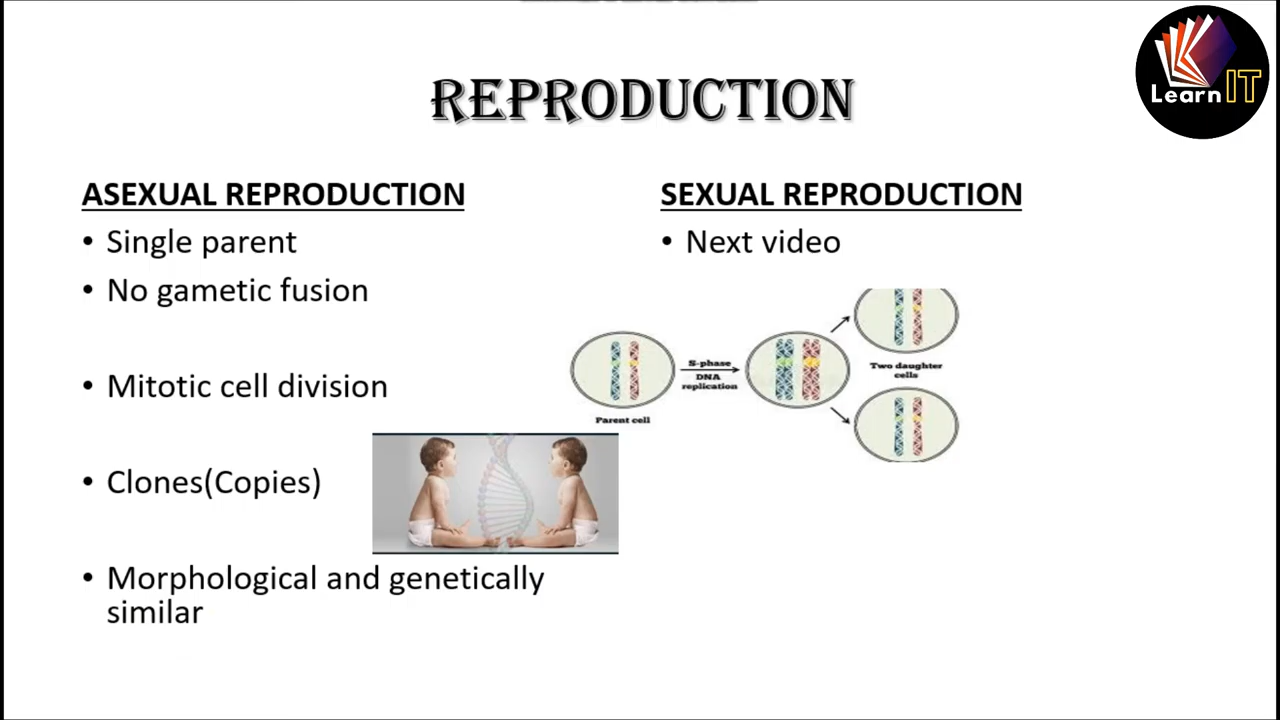 Learn IT
REPRODUCTION
ASEXUAL REPRODUCTION
• Single parent
• No gametic fusion
• Mitotic cell division
• Clones(Copies)
• Morphological and genetically
similar
SEXUAL REPRODUCTION
• Next video
Parent cell
S-phase
DNA
replication
Two daughter
cells